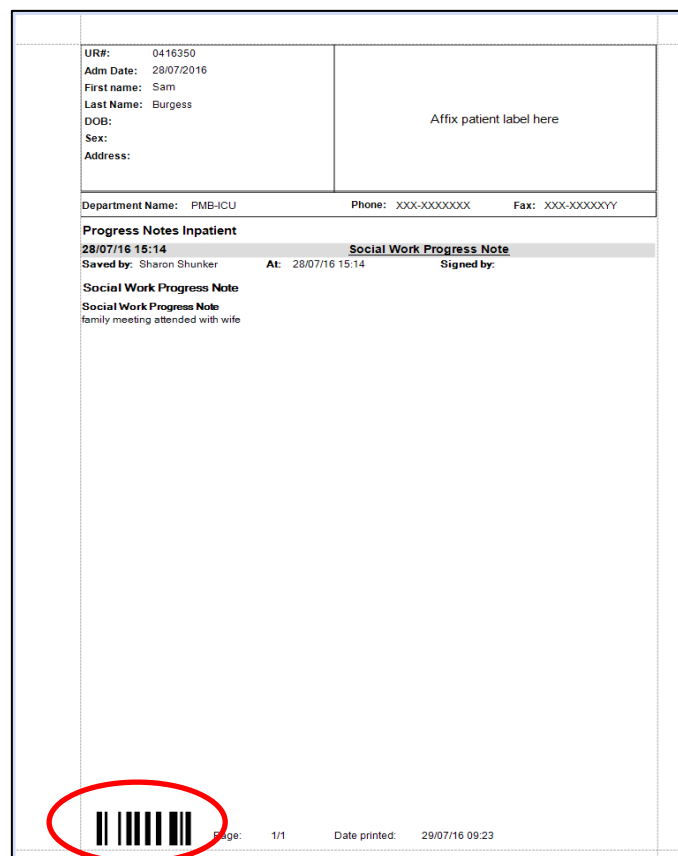 UR#: 0416350
Adm Date: 28/07/2016
First name: Sam
Last Name: Burgess
DOB:
Sex:
Address:
Affix patient label here
Department Name: PMB-ICU Phone: XXX-XXXXXXX Fax: XXX-XXXXXYY
Progress Notes Inpatient
28/07/16 15:14 Social Work Progress Note
Saved by: Sharon Shunker At: 28/07/16 15:14 Signed by:
Social Work Progress Note
Social Work Progress Note
family meeting attended with wife
Page: 1/1 Date printed: 29/07/16 09:23